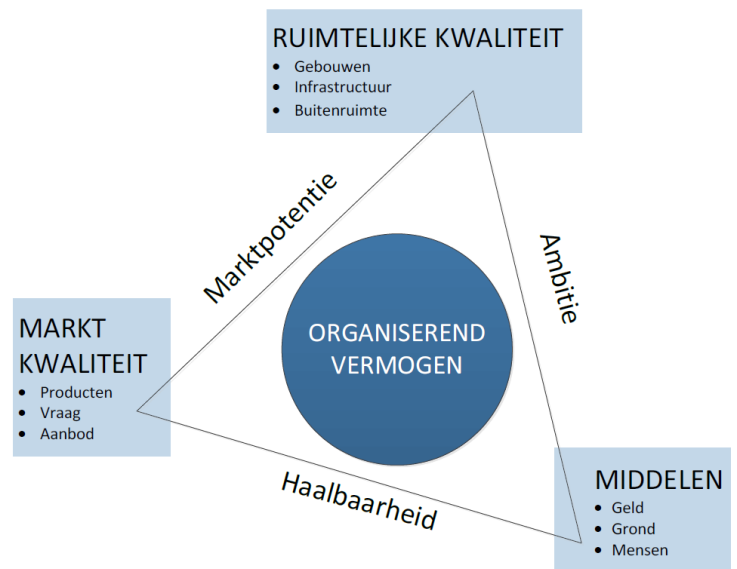 RUIMTELIJKE KWALITEIT
• Gebouwen
• Infrastructuur
• Buitenruimte
Marktpotentie
Ambitie
ORGANISEREND
VERMOGEN
MARKT
KWALITEIT
• Producten
• Vraag
• Aanbod
Haalbaarheid
MIDDELEN
• Geld
• Grond
• Mensen